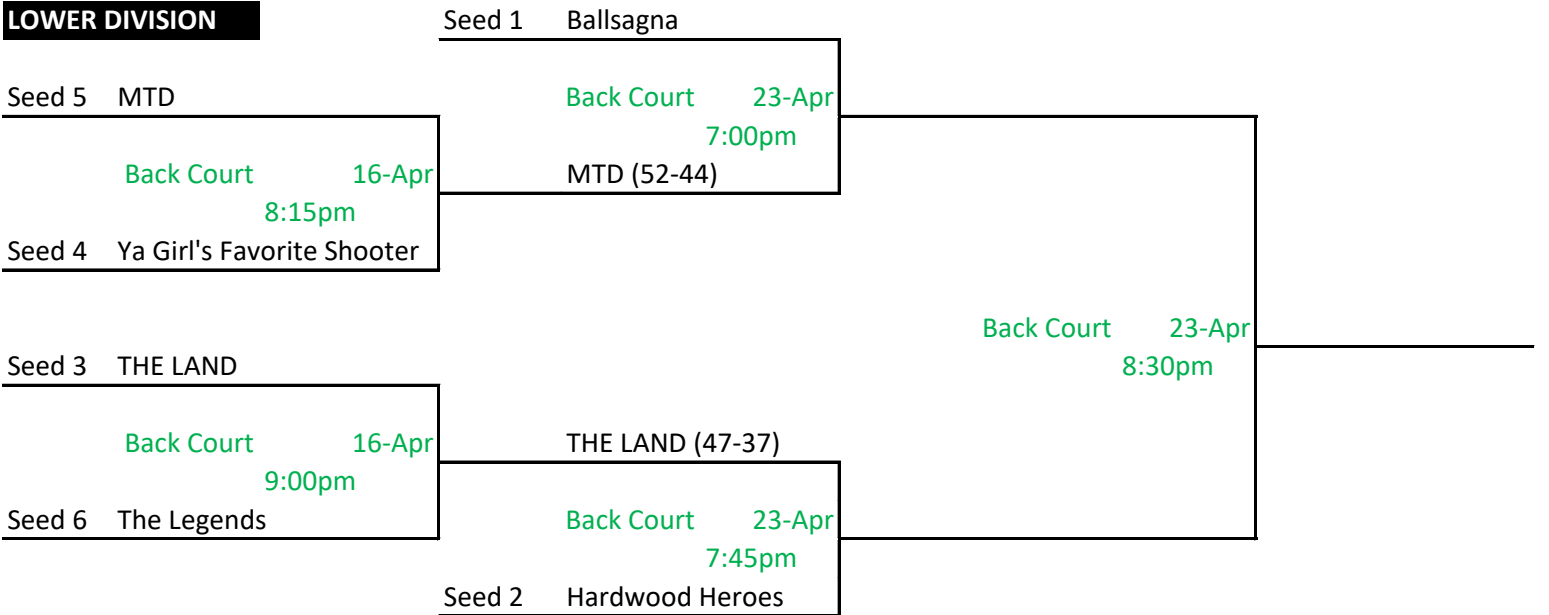 LOWER DIVISION Seed 1 Ballsagna
Seed 5 MTD Back Court 23-Apr
7:00pm
Back Court 16-Apr MTD (52-44)
8:15pm
Seed 4 Ya Girl's Favorite Shooter
Back Court 23-Apr
Seed 3 THE LAND 8:30pm
Back Court 16-Apr THE LAND (47-37)
9:00pm
Seed 6 The Legends Back Court 23-Apr
7:45pm
Seed 2 Hardwood Heroes